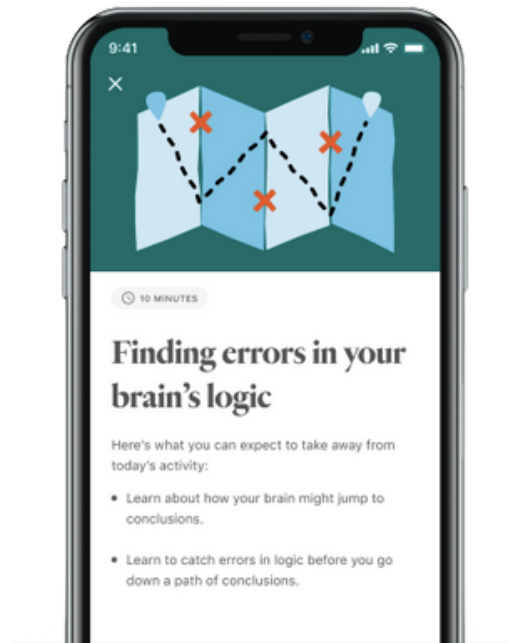 9:41
10 MINUTES
Finding errors in your
brain's logic
Here's what you can expect to take away from
today's activity:
• Learn about how your brain might jump to
conclusions.
• Learn to catch errors in logic before you go
down a path of conclusions.